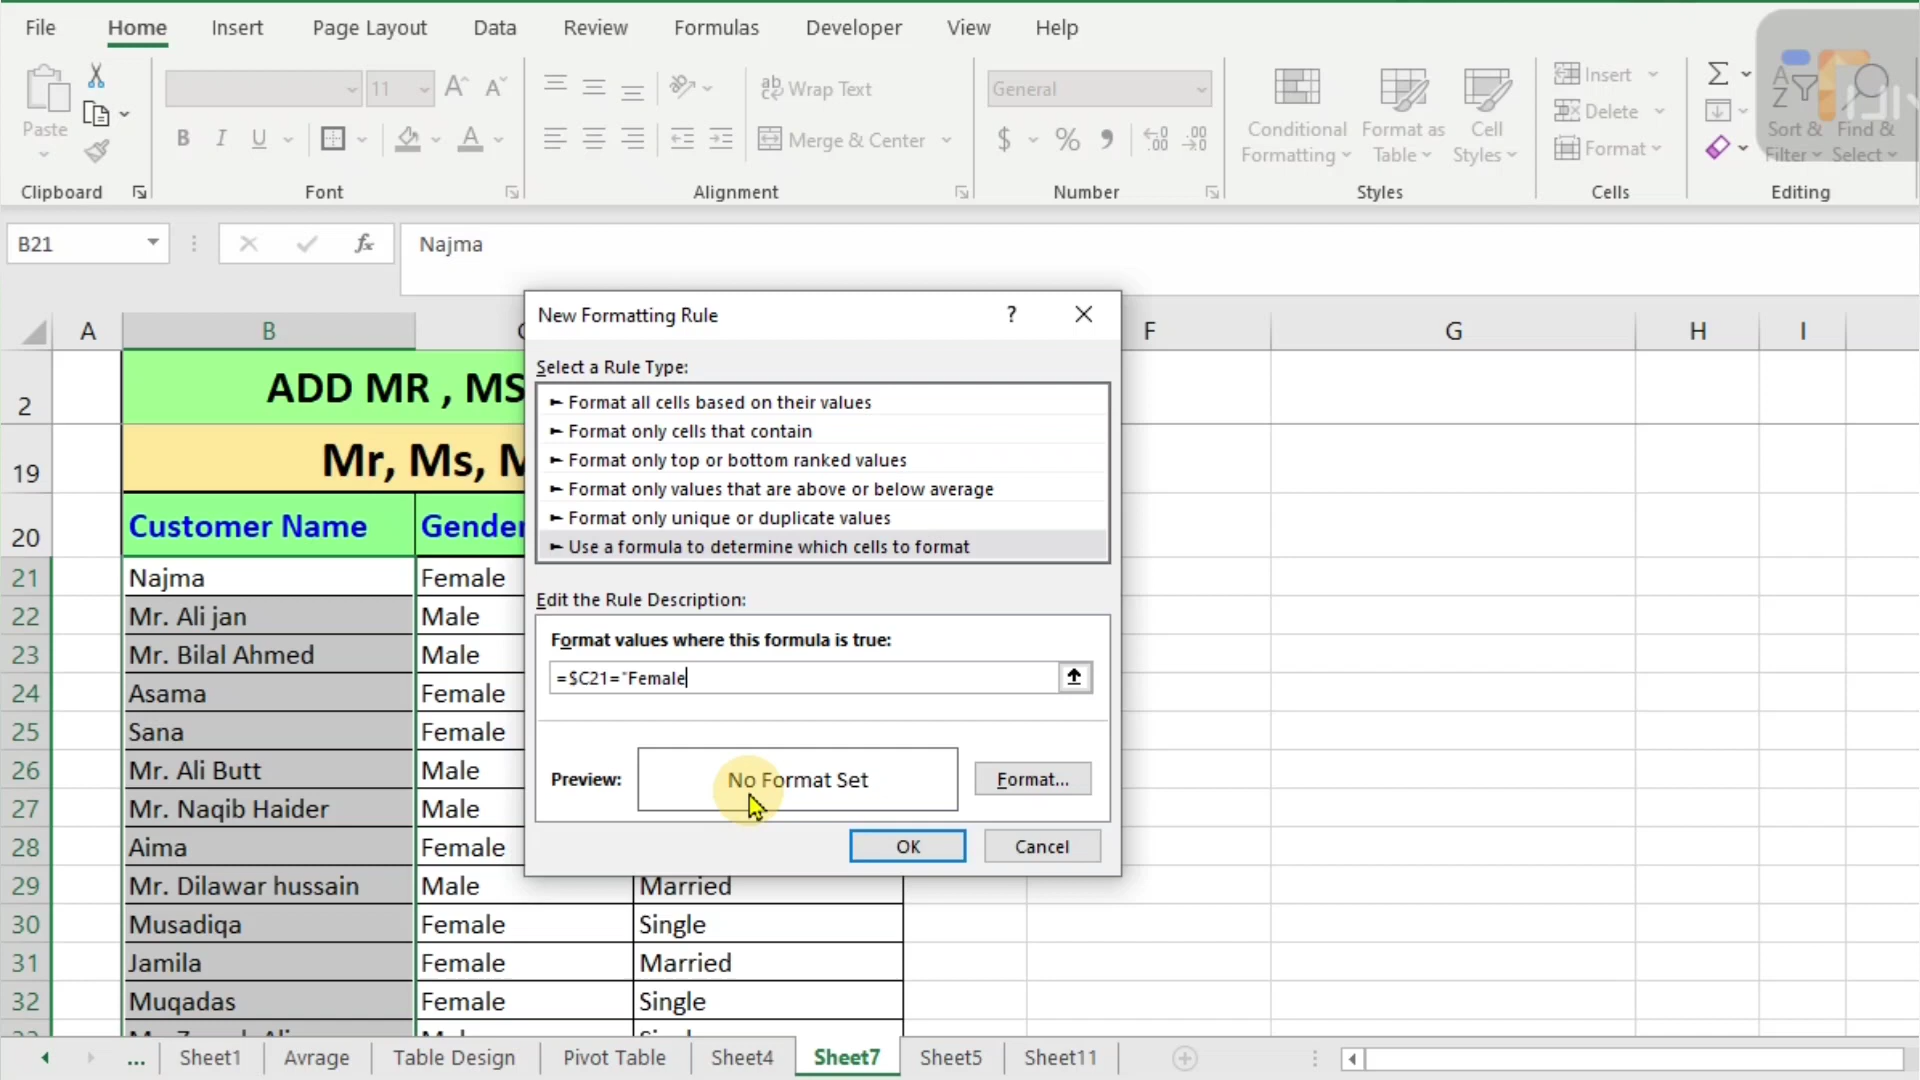 File Home Insert Page Layout Data Review Formulas Developer View Help
Paste
Clipboard
11
B I U
Font
Wrap Text
Merge & Center
Alignment
General
$ %
Number
Conditional Formatting
Format as Table
Cell Styles
Styles
Insert
Delete
Format
Cells
Sort & Filter
Find & Select
Editing
B21
fx
Najma
A B F G H I
2 ADD MR , MS
19 Mr, Ms, M
20 Customer Name Gender
21 Najma Female
22 Mr. Ali jan Male
23 Mr. Bilal Ahmed Male
24 Asama Female
25 Sana Female
26 Mr. Ali Butt Male
27 Mr. Naqib Haider Male
28 Aima Female
29 Mr. Dilawar hussain Male Married
30 Musadiqa Female Single
31 Jamila Female Married
32 Muqadas Female Single
New Formatting Rule ?
Select a Rule Type:
► Format all cells based on their values
► Format only cells that contain
► Format only top or bottom ranked values
► Format only values that are above or below average
► Format only unique or duplicate values
► Use a formula to determine which cells to format
Edit the Rule Description:
Format values where this formula is true:
=$C21="Female
Preview:
No Format Set
Format...
OK
Cancel
... Sheet1 Avrage Table Design Pivot Table Sheet4 Sheet7 Sheet5 Sheet11